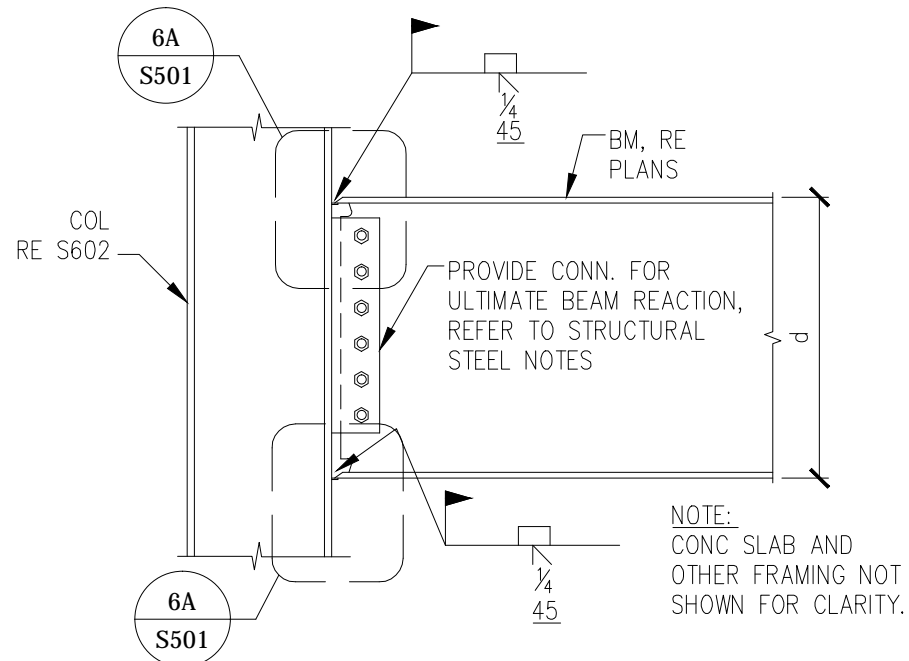 6A
S501
1/4
45
BM, RE
PLANS
COL
RE S602
PROVIDE CONN. FOR
ULTIMATE BEAM REACTION,
REFER TO STRUCTURAL
STEEL NOTES
d
6A
S501
1/4
45
NOTE:
CONC SLAB AND
OTHER FRAMING NOT
SHOWN FOR CLARITY.